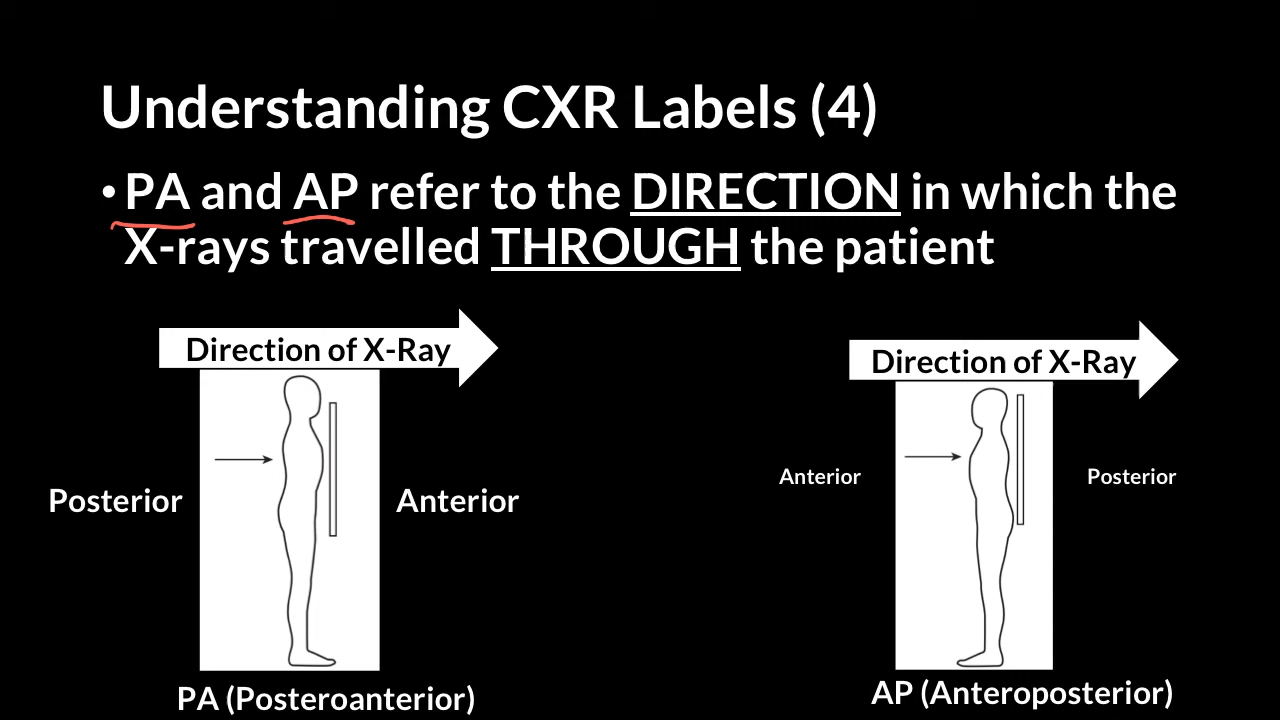 Understanding CXR Labels (4)
• PA and AP refer to the DIRECTION in which the
X-rays travelled THROUGH the patient
Direction of X-Ray
Posterior
Anterior
PA (Posteroanterior)
Direction of X-Ray
Anterior
Posterior
AP (Anteroposterior)